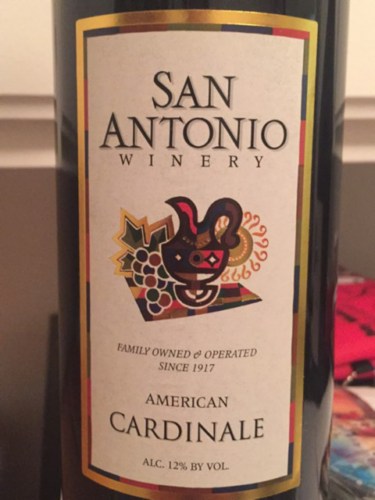 SAN
ANTONIO
WINERY
FAMILY OWNED & OPERATED
SINCE 1917
AMERICAN
CARDINALE
ALC. 12% BY VOL.